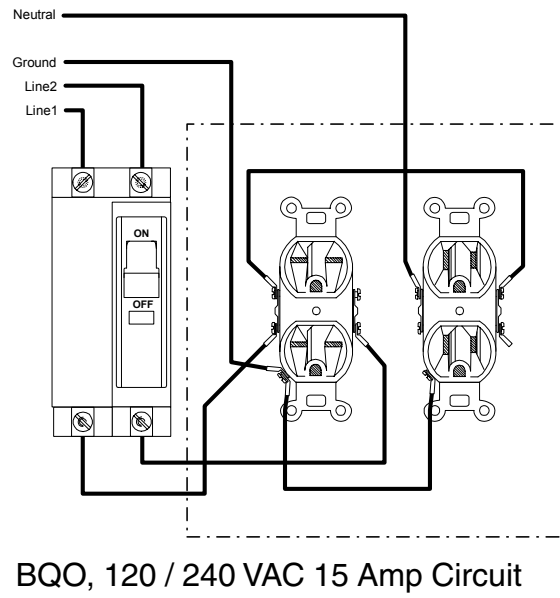 Neutral
Ground
Line2
Line1
ON
OFF
BQO, 120 / 240 VAC 15 Amp Circuit